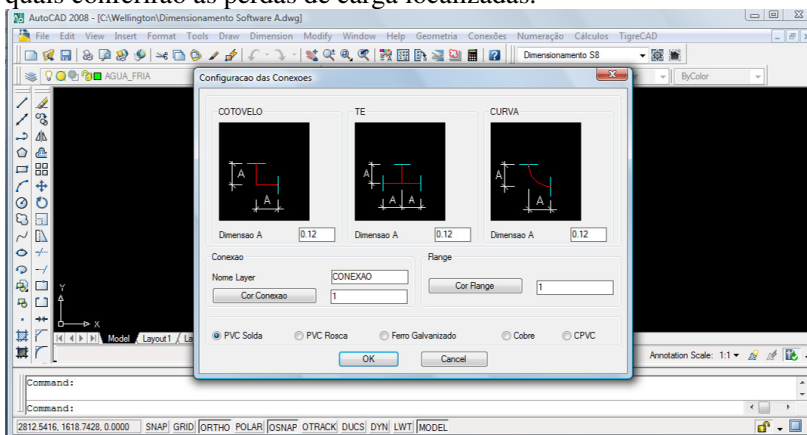 quais conferirão as perdas de carga localizadas.
AutoCAD 2008 - [C:\Wellington\Dimensionamento Software A.dwg]
File Edit View Insert Format Tools Draw Dimension Modify Window Help Geometria Conexões Numeração Cálculos TigreCAD
Dimensionamento S8
AGUA_FRIA
ByColor
Configuracao das Conexoes
COTOVELO TE CURVA
A A A
A A A A
Dimensao A 0.12 Dimensao A 0.12 Dimensao A 0.12
Conexao Flange
Nome Layer CONEXAO
Cor Flange 1
Cor Conexao 1
PVC Solda PVC Rosca Ferro Galvanizado Cobre CPVC
OK Cancel
Y
X
Model Layout1 La
Annotation Scale: 1:1
Command:
Command:
2812.5416, 1618.7428, 0.0000 SNAP GRID ORTHO POLAR OSNAP OTRACK DUCS DYN LWT MODEL